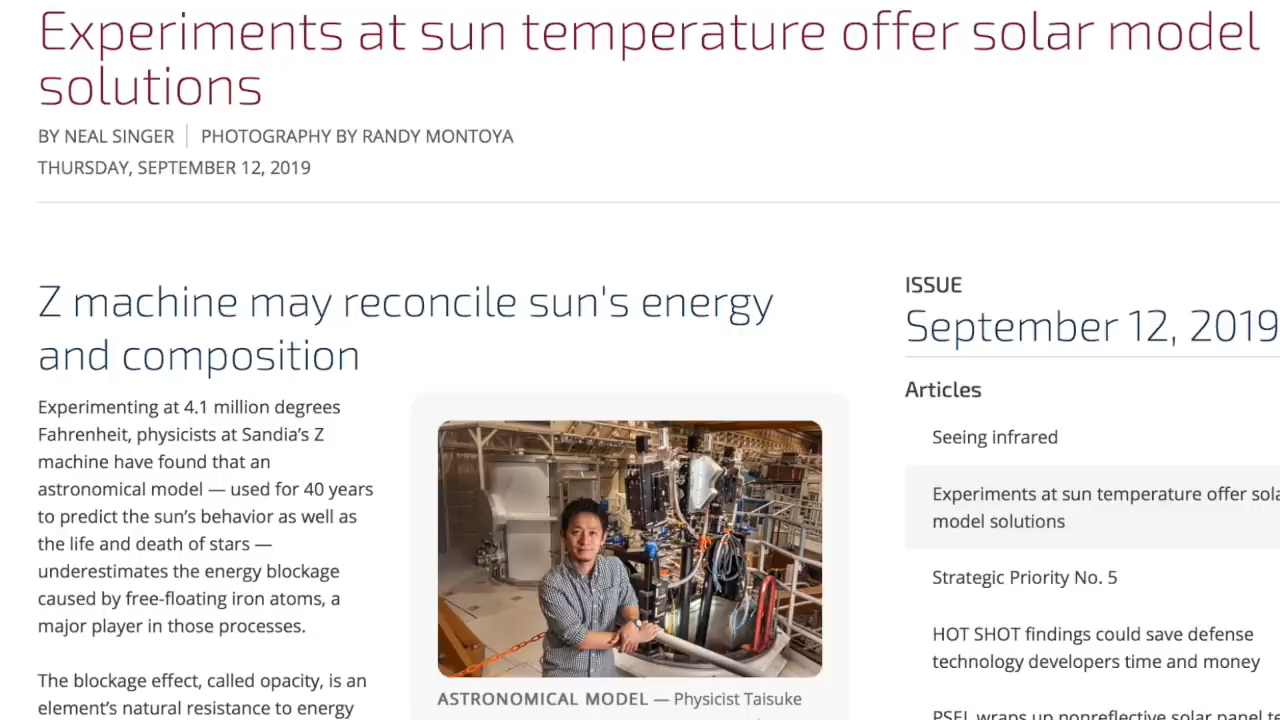 Experiments at sun temperature offer solar model
solutions
BY NEAL SINGER
PHOTOGRAPHY BY RANDY MONTOYA
THURSDAY, SEPTEMBER 12, 2019
Z machine may reconcile sun's energy
and composition
Experimenting at 4.1 million degrees
Fahrenheit, physicists at Sandia’s Z
machine have found that an
astronomical model — used for 40 years
to predict the sun’s behavior as well as
the life and death of stars —
underestimates the energy blockage
caused by free-floating iron atoms, a
major player in those processes.
The blockage effect, called opacity, is an
element’s natural resistance to energy
ASTRONOMICAL MODEL — Physicist Taisuke
ISSUE
September 12, 2019
Articles
Seeing infrared
Experiments at sun temperature offer
model solutions
Strategic Priority No. 5
HOT SHOT findings could save defense
technology developers time and money
PSEL wraps up nonreflective solar panel